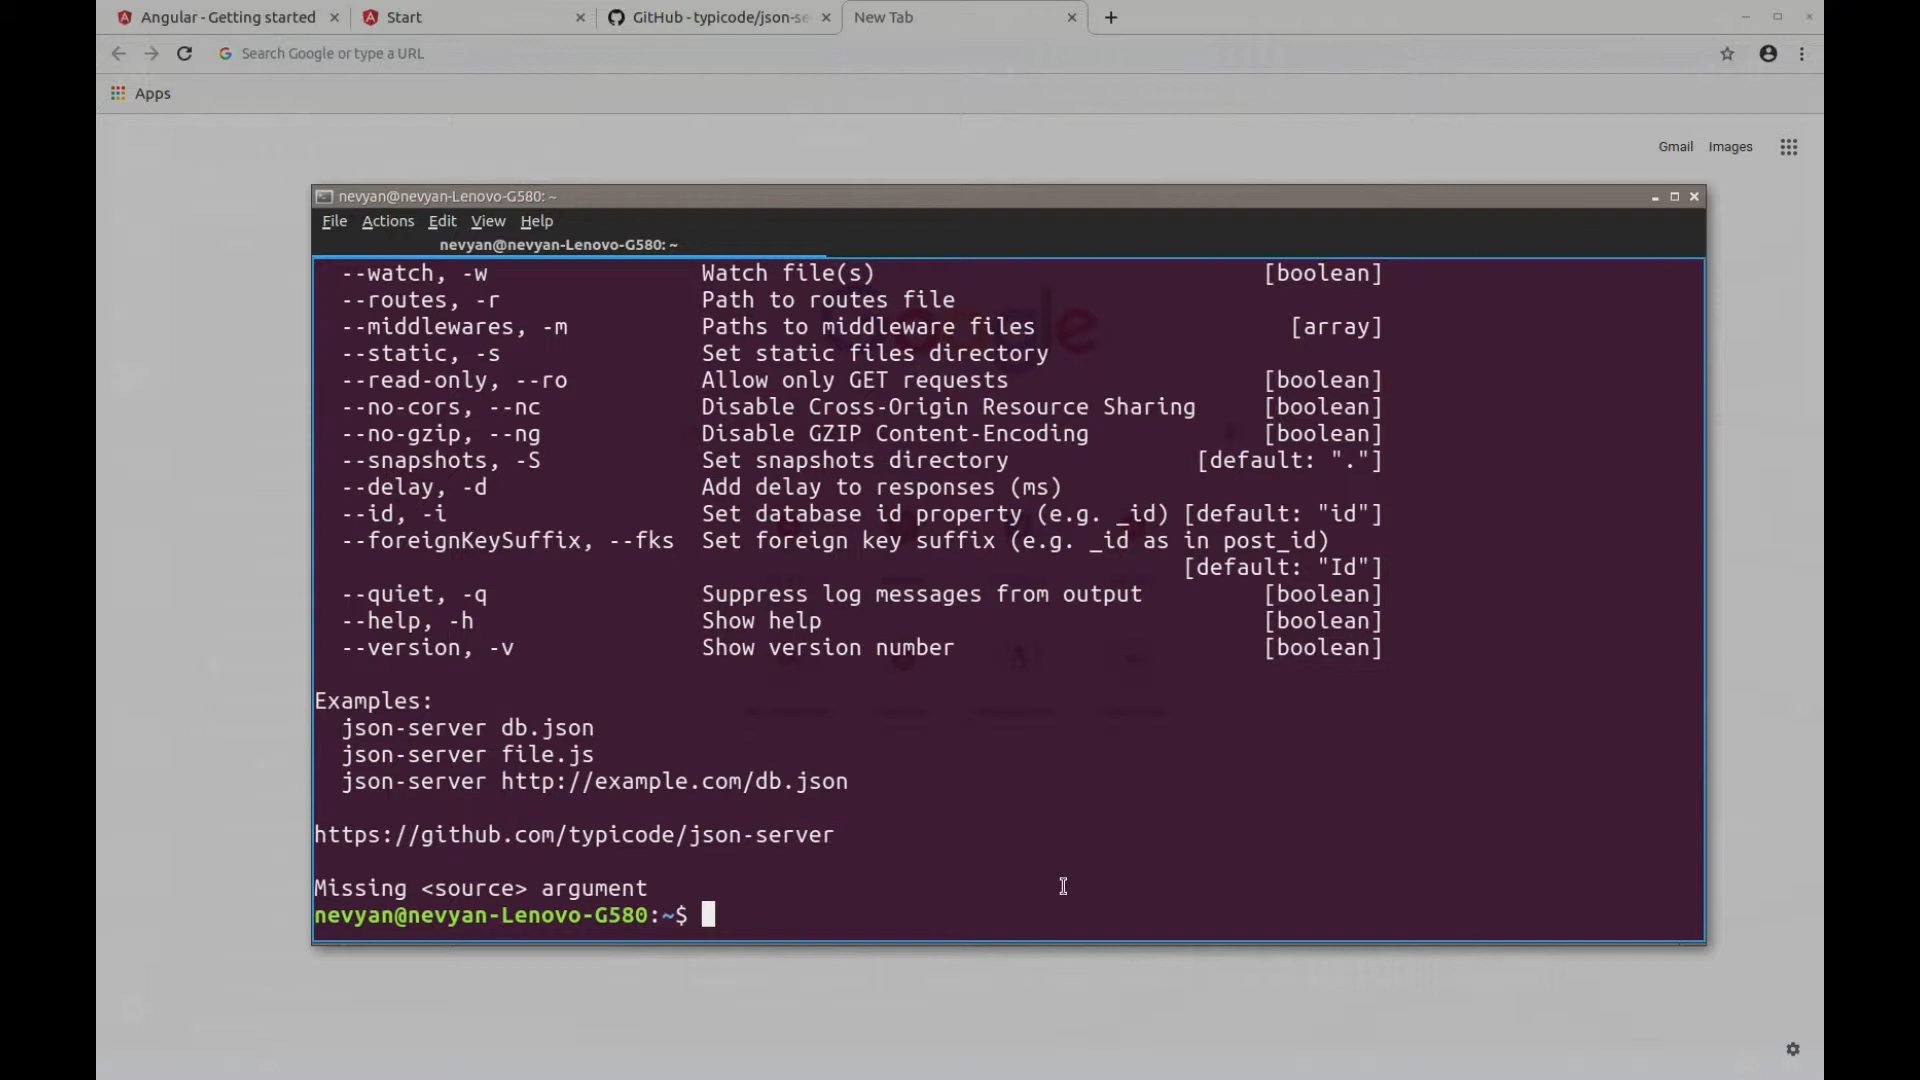 Angular - Getting started
Start
GitHub - typicode/json-se
New Tab
Search Google or type a URL
Apps
Gmail Images
nevyan@nevyan-Lenovo-G580: ~
File Actions Edit View Help
nevyan@nevyan-Lenovo-G580: ~
--watch, -w Watch file(s) [boolean]
--routes, -r Path to routes file
--middlewares, -m Paths to middleware files [array]
--static, -s Set static files directory
--read-only, --ro Allow only GET requests [boolean]
--no-cors, --nc Disable Cross-Origin Resource Sharing [boolean]
--no-gzip, --ng Disable GZIP Content-Encoding [boolean]
--snapshots, -S Set snapshots directory [default: "."]
--delay, -d Add delay to responses (ms)
--id, -i Set database id property (e.g. _id) [default: "id"]
--foreignKeySuffix, --fks Set foreign key suffix (e.g. _id as in post_id)
[default: "Id"]
--quiet, -q Suppress log messages from output [boolean]
--help, -h Show help [boolean]
--version, -v Show version number [boolean]
Examples:
json-server db.json
json-server file.js
json-server http://example.com/db.json
https://github.com/typicode/json-server
Missing <source> argument
nevyan@nevyan-Lenovo-G580:~$